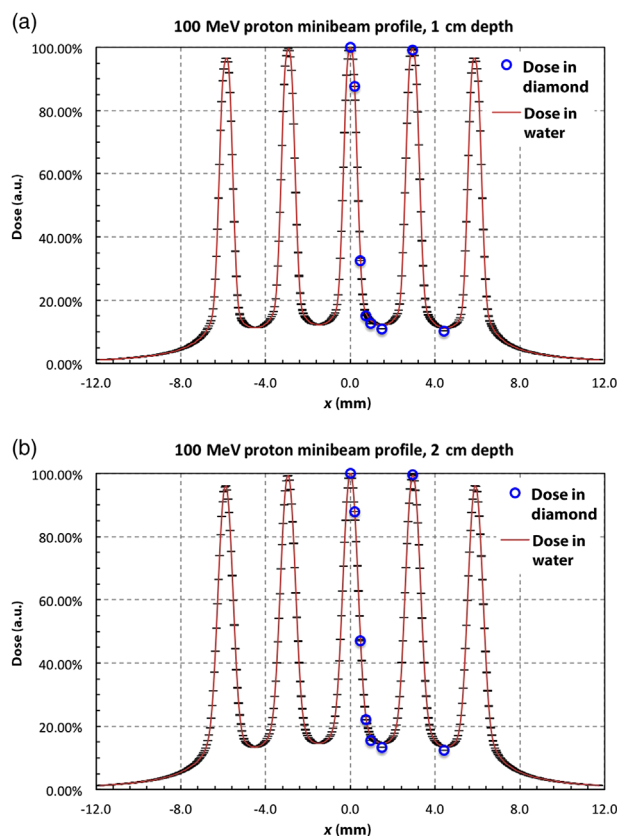 (a)
100 MeV proton minibeam profile, 1 cm depth
100.00%
80.00%
60.00%
40.00%
20.00%
0.00%
Dose (a.u.)
Dose in
diamond
Dose in
water
-12.0 -8.0 -4.0 0.0 4.0 8.0 12.0
x (mm)
(b)
100 MeV proton minibeam profile, 2 cm depth
100.00%
80.00%
60.00%
40.00%
20.00%
0.00%
Dose (a.u.)
Dose in
diamond
Dose in
water
-12.0 -8.0 -4.0 0.0 4.0 8.0 12.0
x (mm)